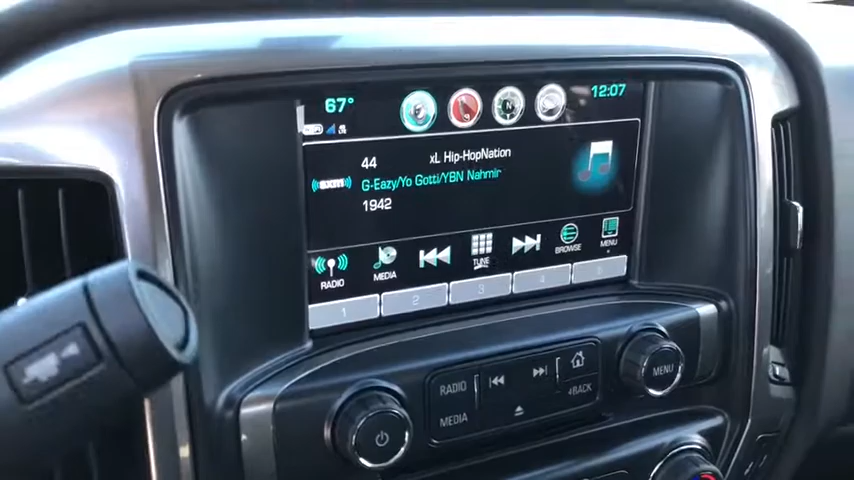 67° 12:07
44 xL Hip-HopNation
((SXM))
G-Eazy/Yo Gotti/YBN Nahmir
1942
RADIO MEDIA TUNE BROWSE MENU
1 2 3 4 5
RADIO BACK MENU
MEDIA